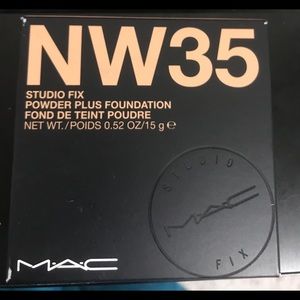 NW35
STUDIO FIX
POWDER PLUS FOUNDATION
FOND DE TEINT POUDRE
NET WT./POIDS 0.52 OZ/15 g ℮
STUDIO
MAC
FIX
MAC